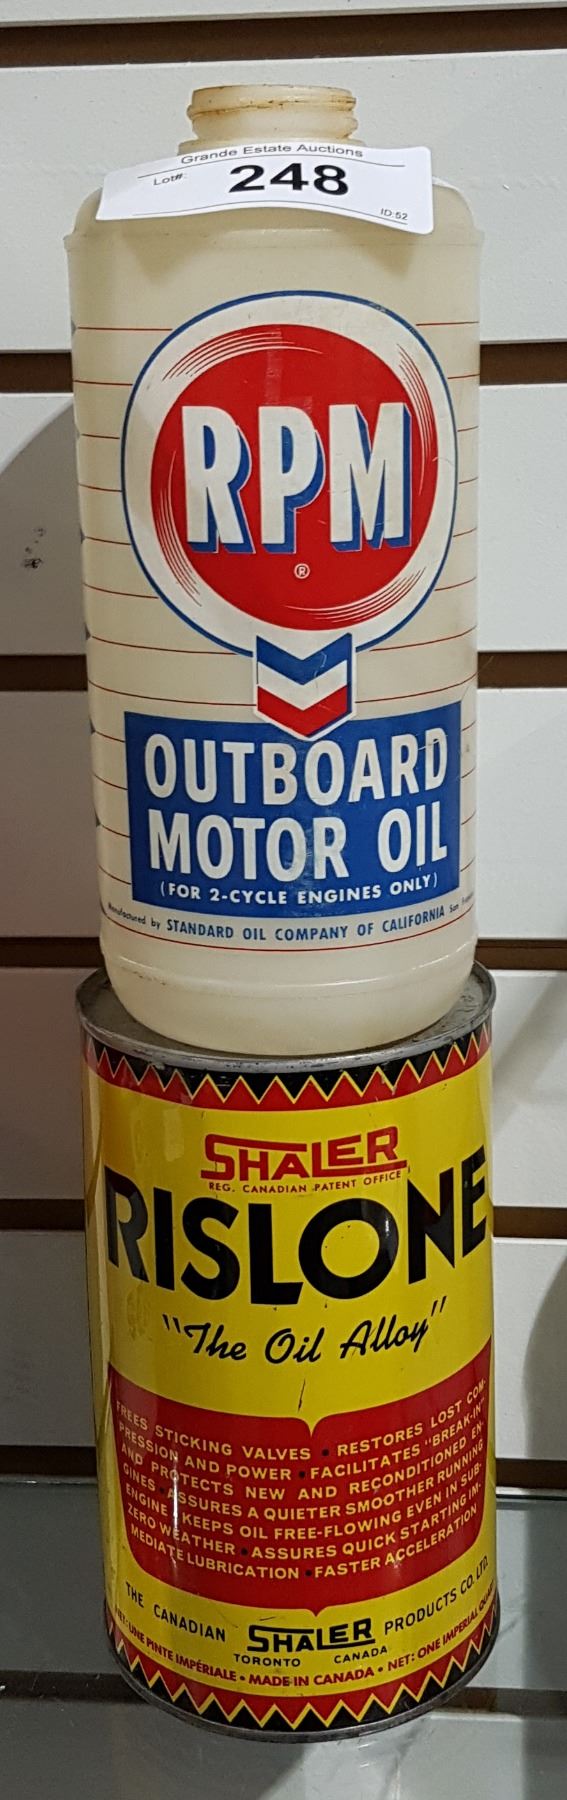 Grande Estate Auctions
Lot#: 248
ID:52
RPM
®
OUTBOARD
MOTOR OIL
(FOR 2-CYCLE ENGINES ONLY)
Manufactured by STANDARD OIL COMPANY OF CALIFORNIA San
SHALER
REG. CANADIAN PATENT OFFICE
RISLONE
"The Oil Alloy"
FREES STICKING VALVES • RESTORES LOST COM-
PRESSION AND POWER • FACILITATES "BREAK-IN"
AND PROTECTS NEW AND RECONDITIONED EN-
GINES • ASSURES A QUIETER SMOOTHER RUNNING
ENGINE • KEEPS OIL FREE-FLOWING EVEN IN SUB-
ZERO WEATHER • ASSURES QUICK STARTING IM-
MEDIATE LUBRICATION • FASTER ACCELERATION
THE CANADIAN SHALER PRODUCTS CO. LTD.
TORONTO CANADA
NET: UNE PINTE IMPÉRIALE • MADE IN CANADA • NET: ONE IMPERIAL QUART